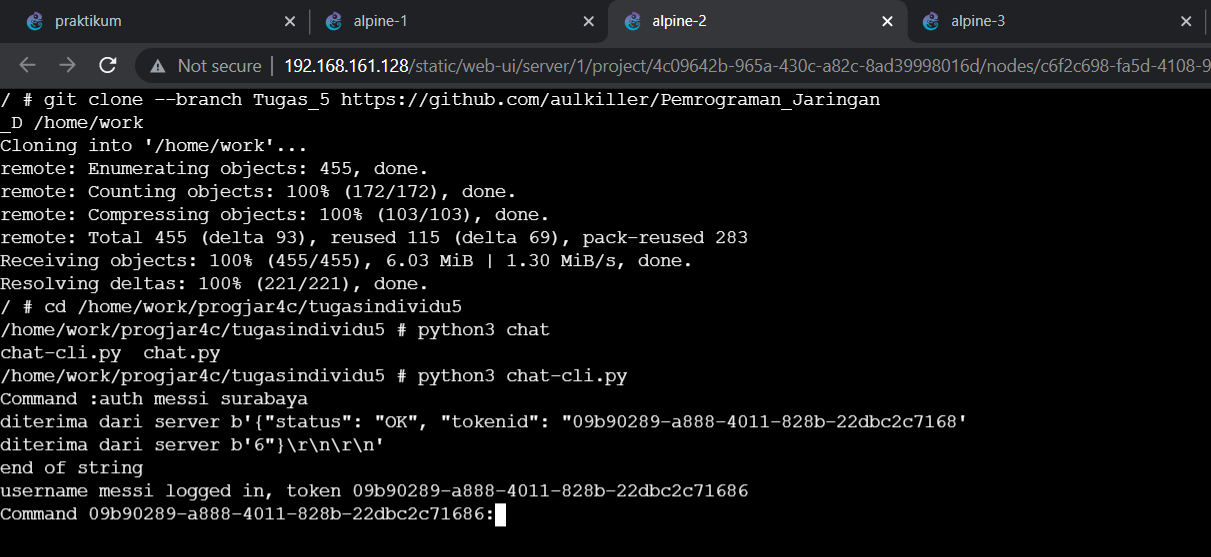 praktikum
alpine-1
alpine-2
alpine-3
Not secure | 192.168.161.128/static/web-ui/server/1/project/4c09642b-965a-430c-a82c-8ad39998016d/nodes/c6f2c698-fa5d-4108-9
/ # git clone --branch Tugas_5 https://github.com/aulkiller/Pemrograman_Jaringan
_D /home/work
Cloning into '/home/work'...
remote: Enumerating objects: 455, done.
remote: Counting objects: 100% (172/172), done.
remote: Compressing objects: 100% (103/103), done.
remote: Total 455 (delta 93), reused 115 (delta 69), pack-reused 283
Receiving objects: 100% (455/455), 6.03 MiB | 1.30 MiB/s, done.
Resolving deltas: 100% (221/221), done.
/ # cd /home/work/progjar4c/tugasindividu5
/home/work/progjar4c/tugasindividu5 # python3 chat
chat-cli.py  chat.py
/home/work/progjar4c/tugasindividu5 # python3 chat-cli.py
Command :auth messi surabaya
diterima dari server b'{"status": "OK", "tokenid": "09b90289-a888-4011-828b-22dbc2c7168'
diterima dari server b'6"}\r\n\r\n'
end of string
username messi logged in, token 09b90289-a888-4011-828b-22dbc2c71686
Command 09b90289-a888-4011-828b-22dbc2c71686: